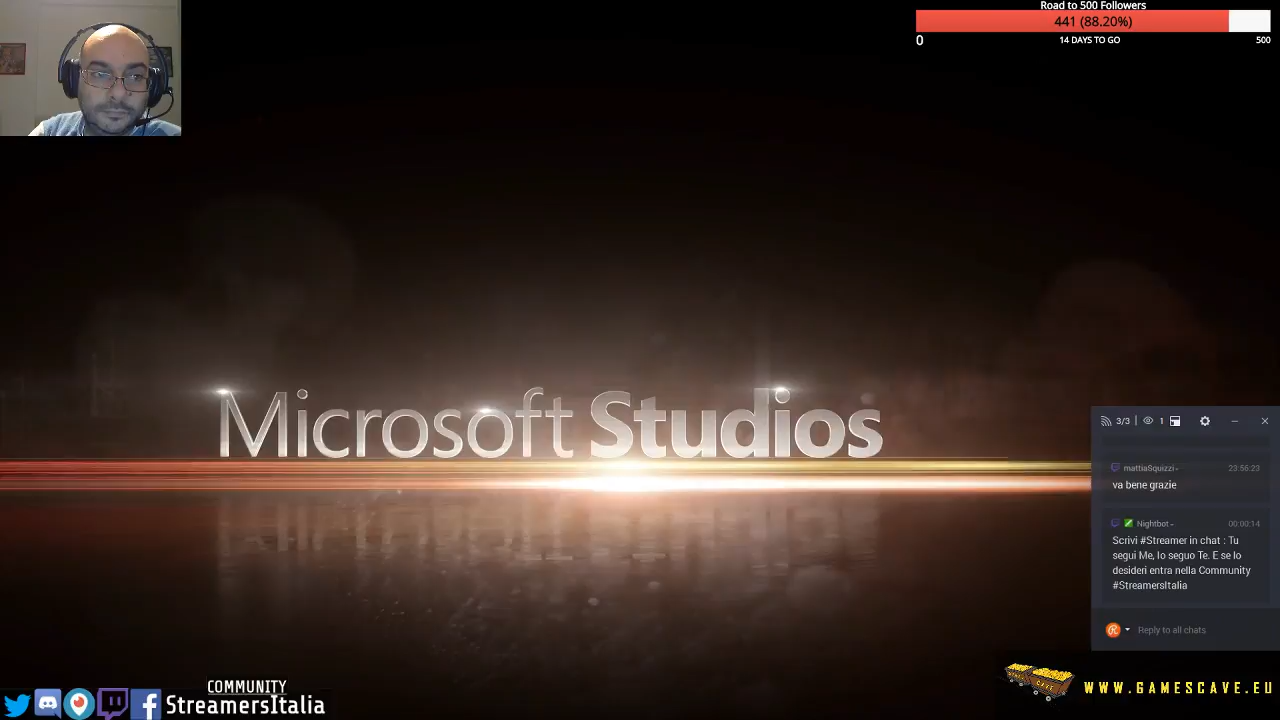 Road to 500 Followers
441 (88.20%)
0
14 DAYS TO GO
500
Microsoft Studios
3/3
1
mattiaSquizzi
23:56:23
va bene grazie
Nightbot
00:00:14
Scrivi #Streamer in chat : Tu
segui Me, Io seguo Te. E se lo
desideri entra nella Community
#StreamersItalia
Reply to all chats
COMMUNITY
StreamersItalia
WWW.GAMESCAVE.EU